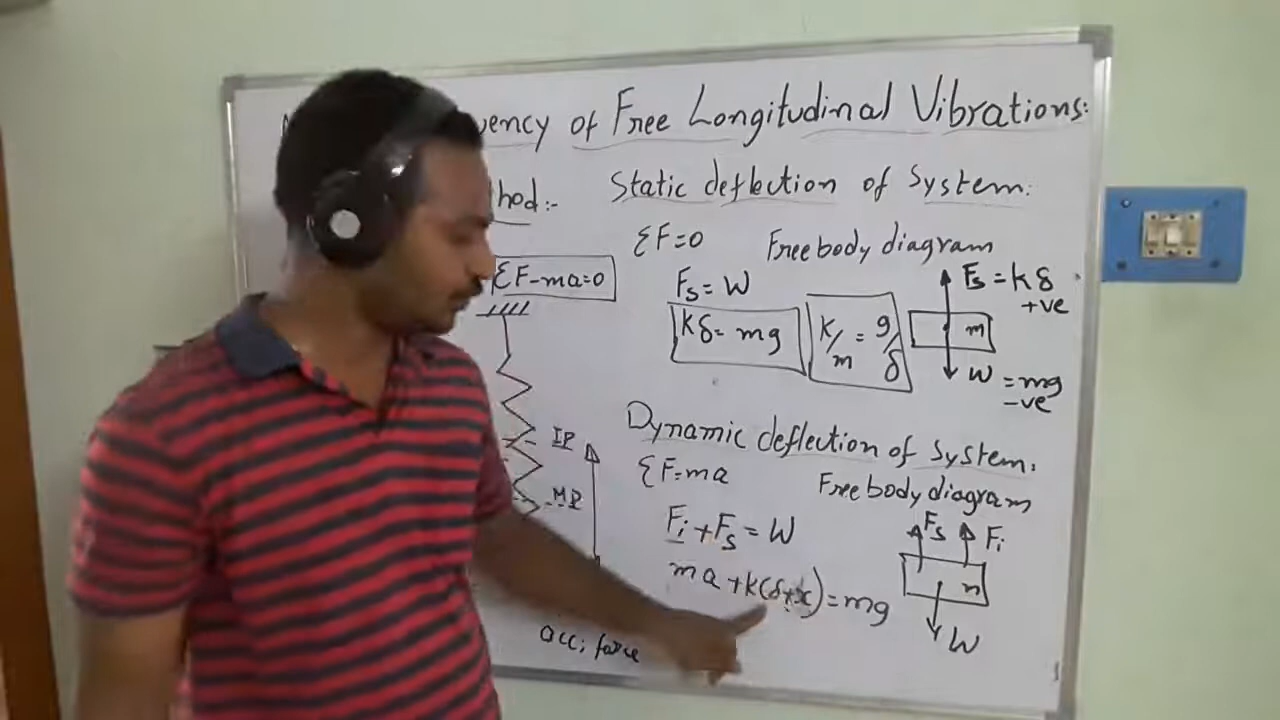 of Free Longitudinal Vibrations:
Static deflection of System:
ΣF=0
Free body diagram
ΣF-ma=0
Fs = W
Fs = kδ
+ve
kδ = mg
k/m = g/δ
m
W = mg
-ve
Dynamic deflection of System:
IP
ΣF=ma
Free body diagram
MP
Fi + Fs = W
Fs
Fi
ma + k(δ+x) = mg
m
W
acc; force